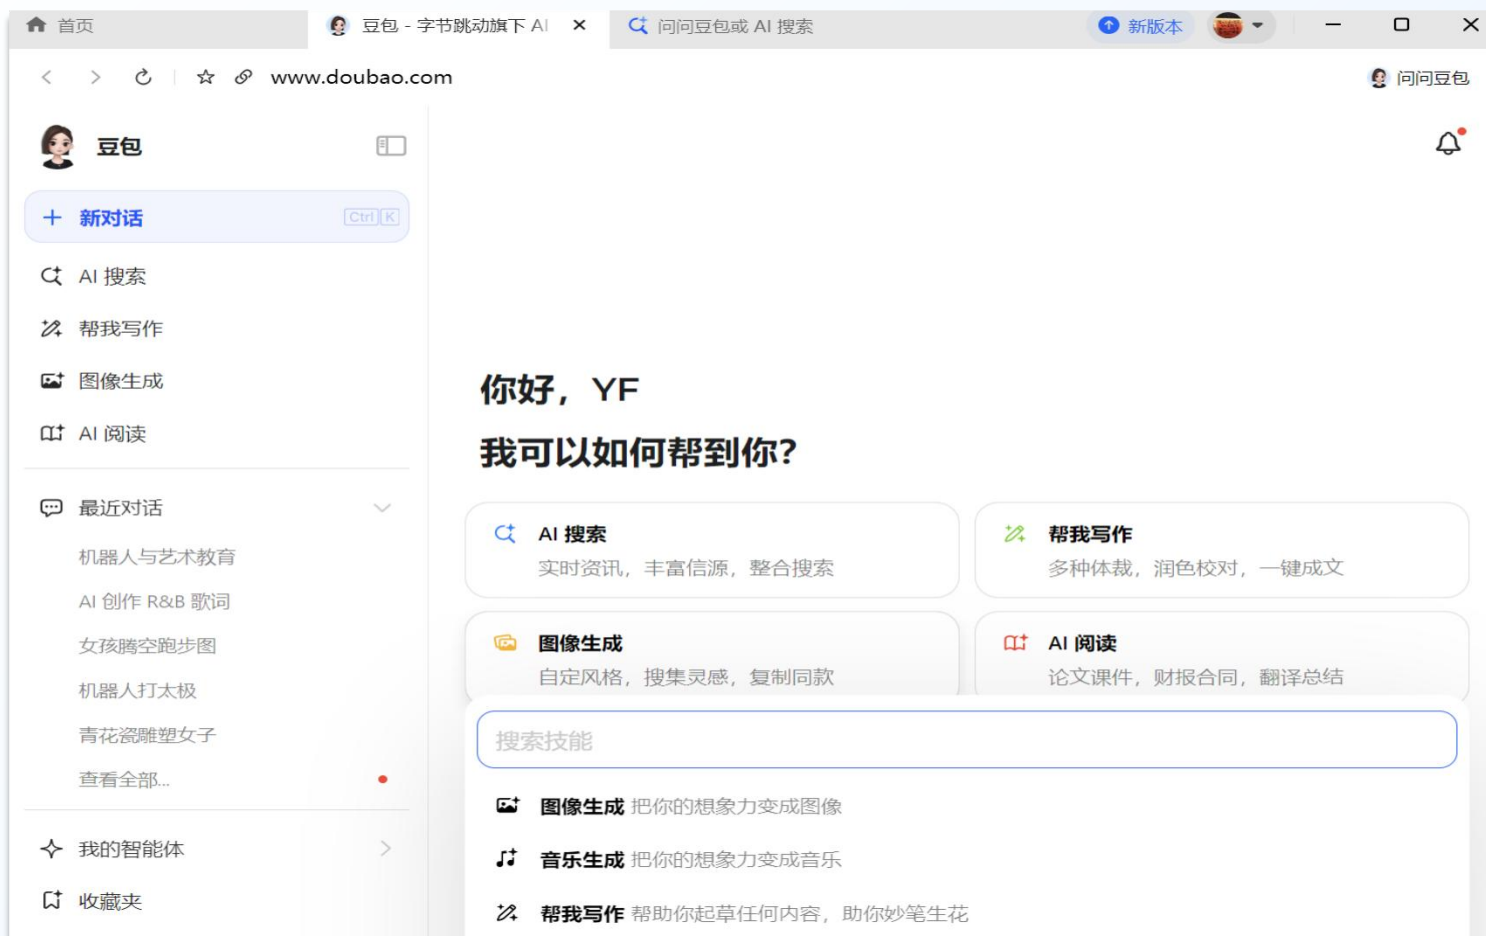 首页
豆包 - 字节跳动旗下 AI
问问豆包或 AI 搜索
新版本
www.doubao.com
问问豆包
豆包
新对话
Ctrl K
AI 搜索
帮我写作
图像生成
AI 阅读
最近对话
机器人与艺术教育
AI 创作 R&B 歌词
女孩腾空跑步图
机器人打太极
青花瓷雕塑女子
查看全部...
我的智能体
收藏夹
你好，YF
我可以如何帮到你？
AI 搜索
实时资讯，丰富信源，整合搜索
帮我写作
多种体裁，润色校对，一键成文
图像生成
自定风格，搜集灵感，复制同款
AI 阅读
论文课件，财报合同，翻译总结
搜索技能
图像生成 把你的想象力变成图像
音乐生成 把你的想象力变成音乐
帮我写作 帮助你起草任何内容，助你妙笔生花